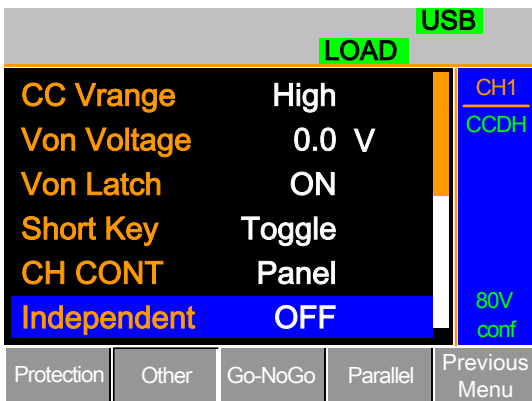 USB
LOAD
CC Vrange High
Von Voltage 0.0 V
Von Latch ON
Short Key Toggle
CH CONT Panel
Independent OFF
CH1
CCDH
80V
conf
Protection Other Go-NoGo Parallel Previous Menu